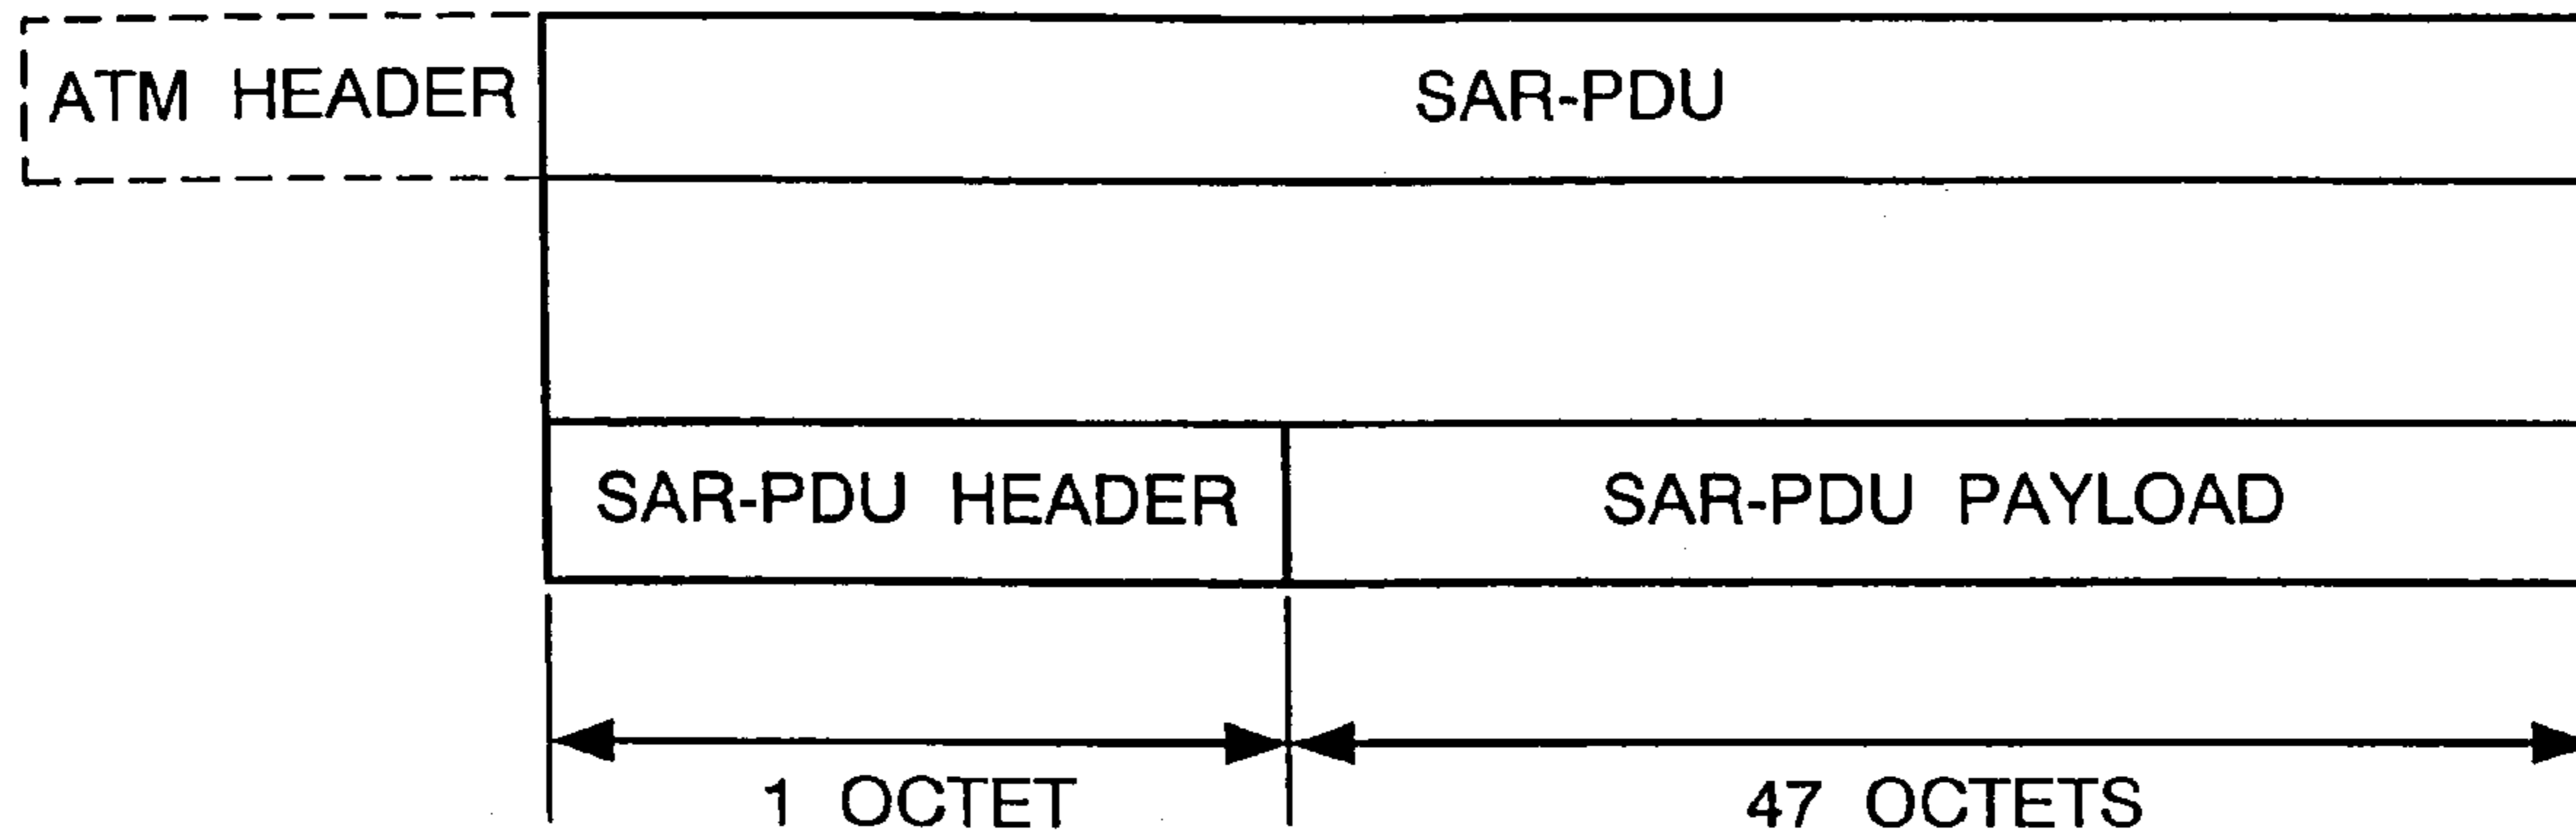 ATM HEADER SAR-PDU
SAR-PDU HEADER SAR-PDU PAYLOAD
1 OCTET 47 OCTETS